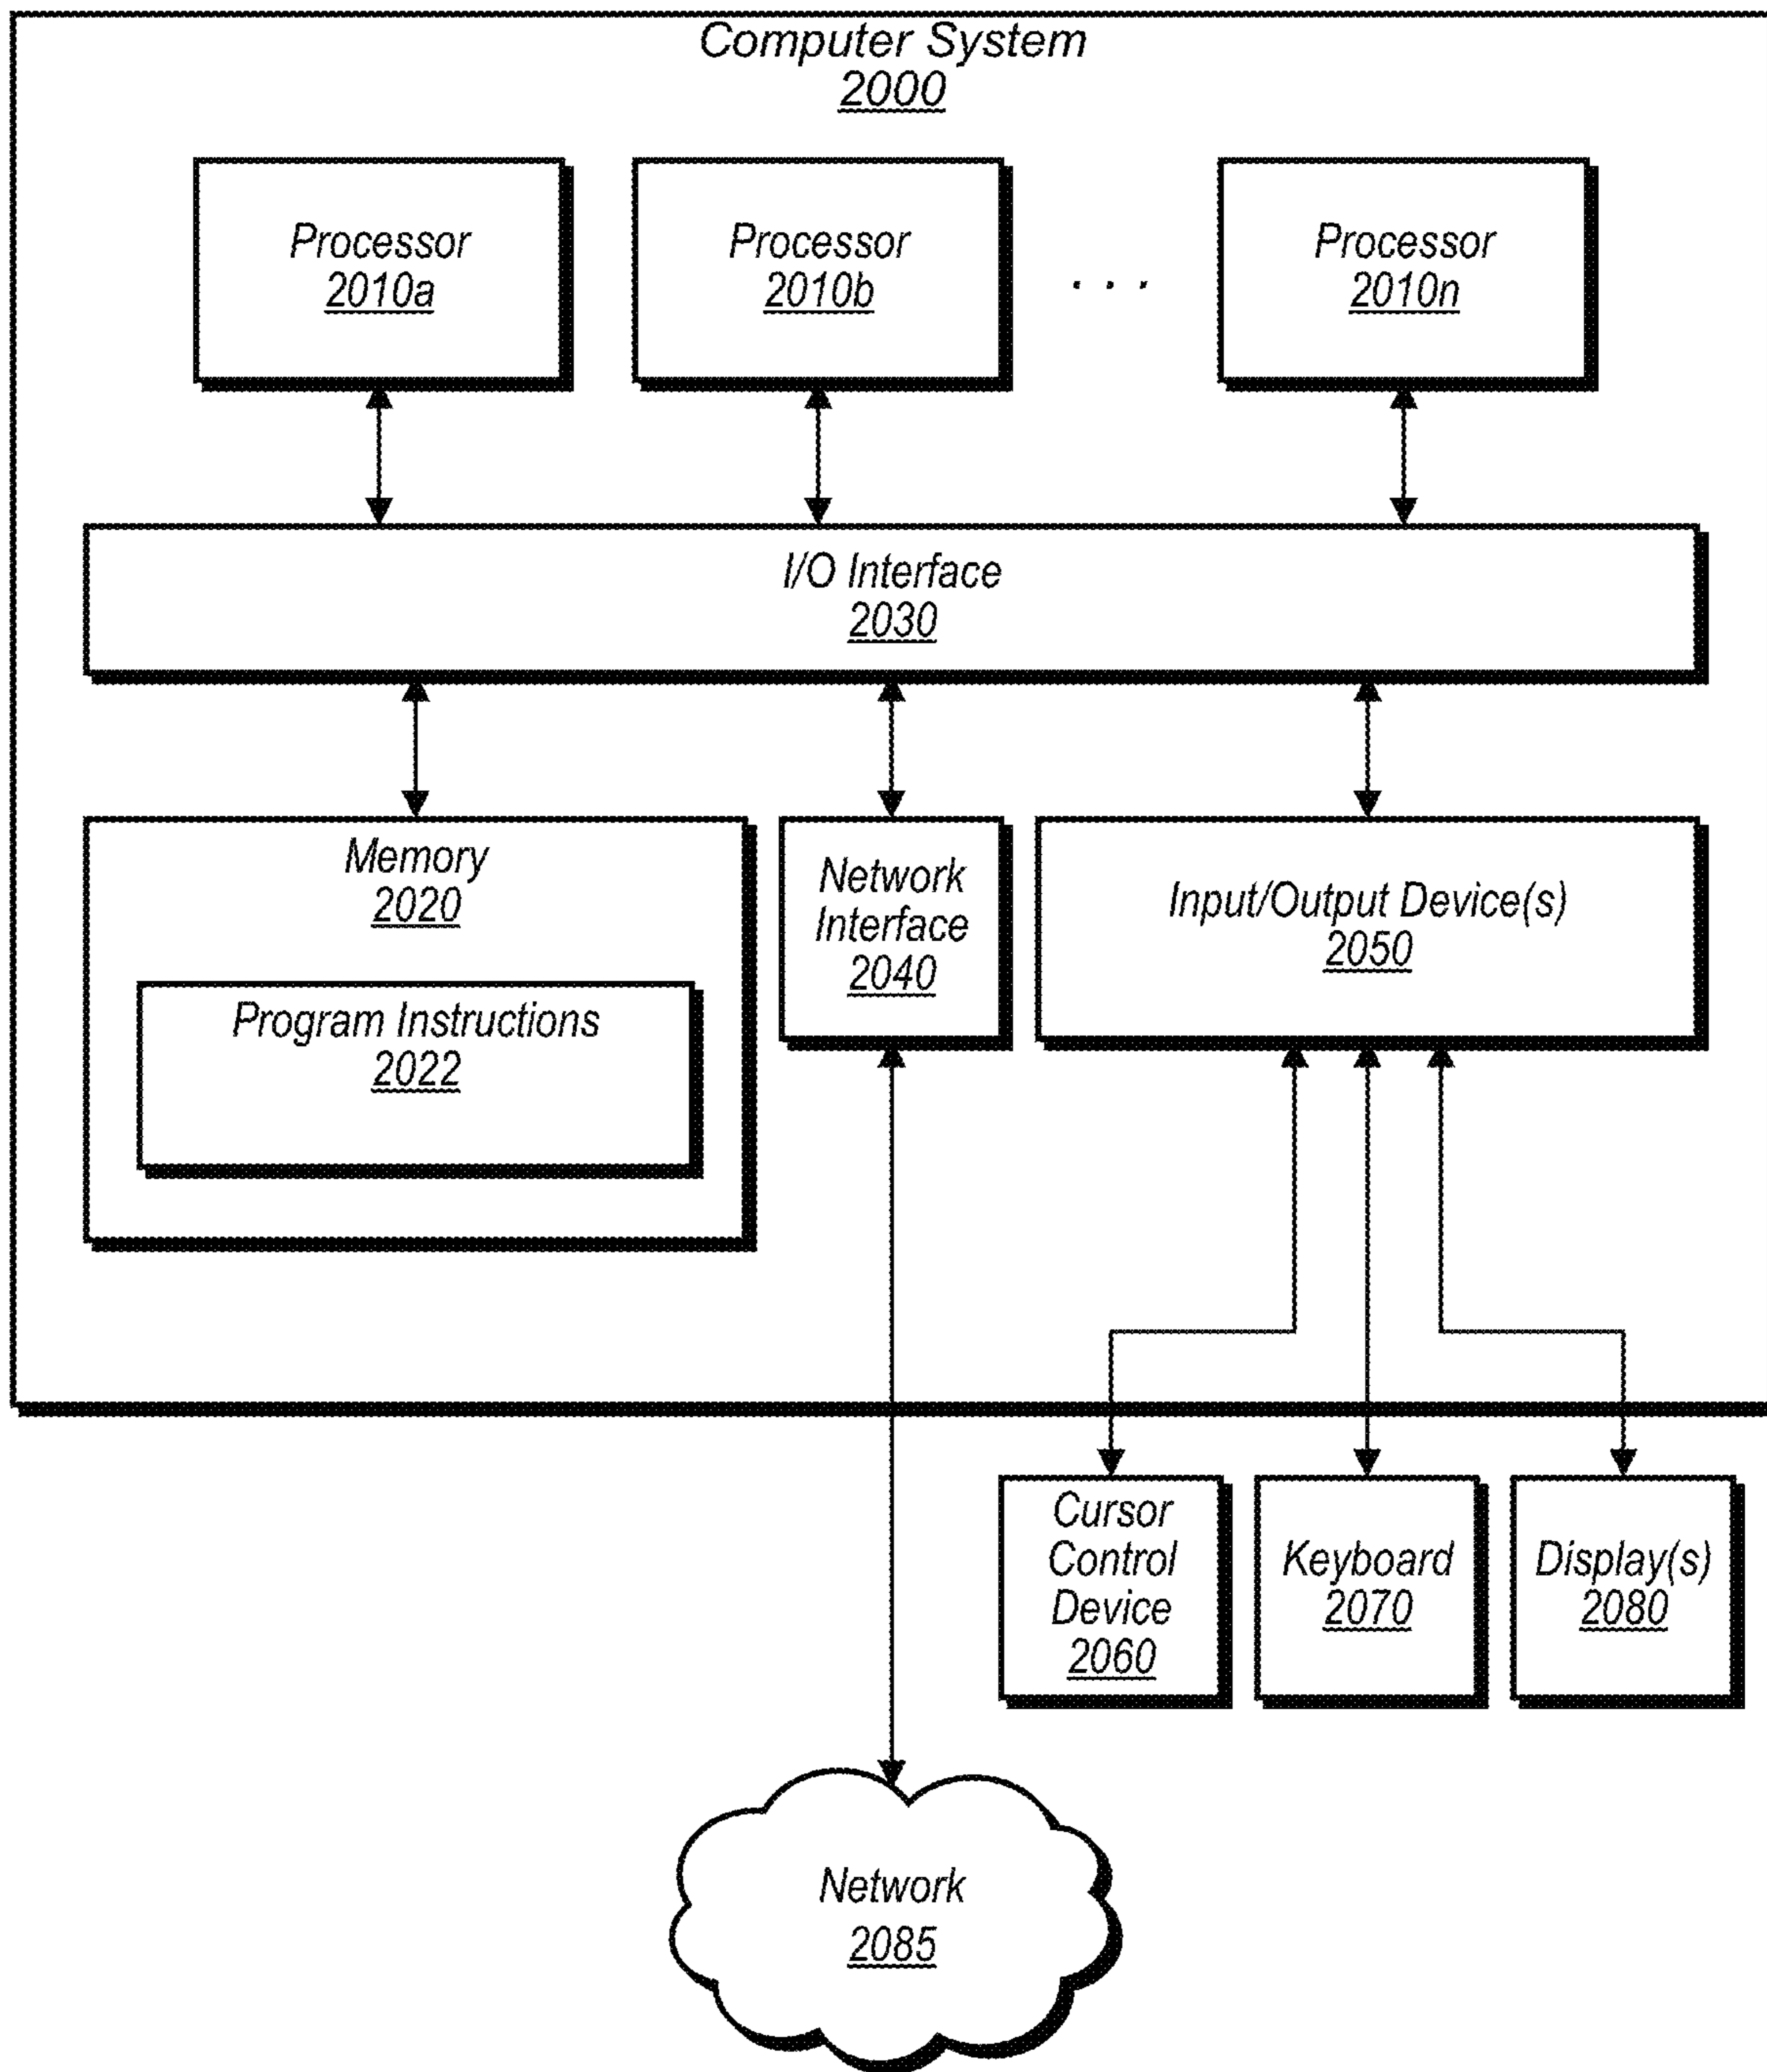 Computer System
2000
Processor
2010a
Processor
2010b
. . .
Processor
2010n
I/O Interface
2030
Memory
2020
Program Instructions
2022
Network
Interface
2040
Input/Output Device(s)
2050
Cursor
Control
Device
2060
Keyboard
2070
Display(s)
2080
Network
2085